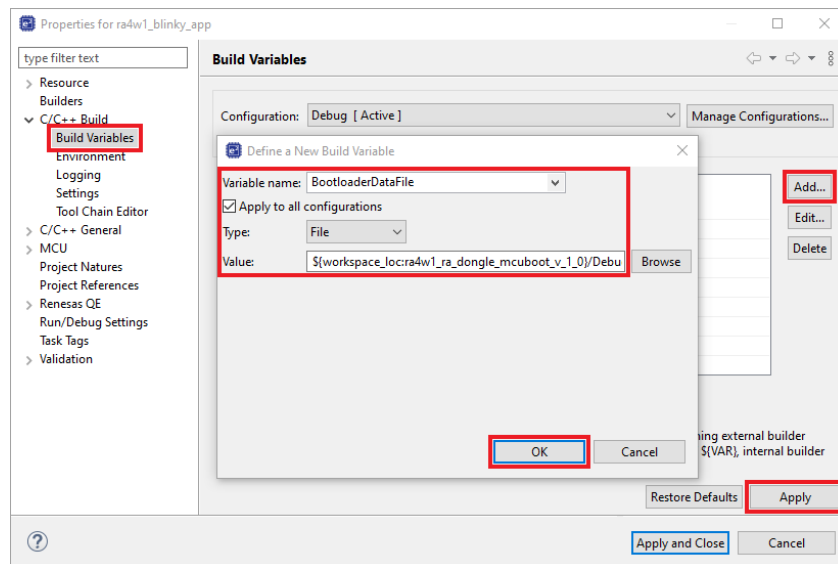 Properties for ra4w1_blinky_app
type filter text
Resource
Builders
C/C++ Build
Build Variables
Environment
Logging
Settings
Tool Chain Editor
C/C++ General
MCU
Project Natures
Project References
Renesas QE
Run/Debug Settings
Task Tags
Validation
Build Variables
Configuration: Debug [ Active ] Manage Configurations...
Define a New Build Variable
Variable name: BootloaderDataFile
Apply to all configurations
Type: File
Value: ${workspace_loc:ra4w1_ra_dongle_mcuboot_v_1_0}/Debu Browse
OK Cancel
Add...
Edit...
Delete
ing external builder
${VAR}, internal builder
Restore Defaults Apply
Apply and Close Cancel